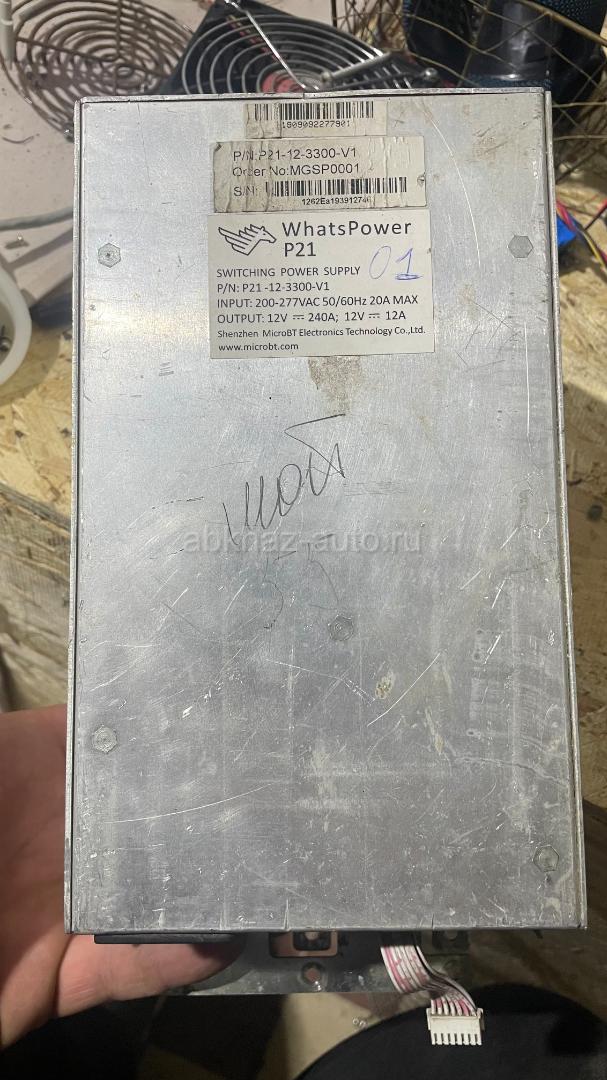 1909092277901
P/N:P21-12-3300-V1
Order No:MGSP0001
S/N:
WhatsPower
P21
01
SWITCHING POWER SUPPLY
P/N: P21 -12-3300-V1
INPUT: 200-277VAC 50/60Hz 20A MAX
OUTPUT: 12V ⎓ 240A; 12V ⎓ 12A
Shenzhen MicroBT Electronics Technology Co.,Ltd.
www.microbt.com
abkmaz-auto.ru